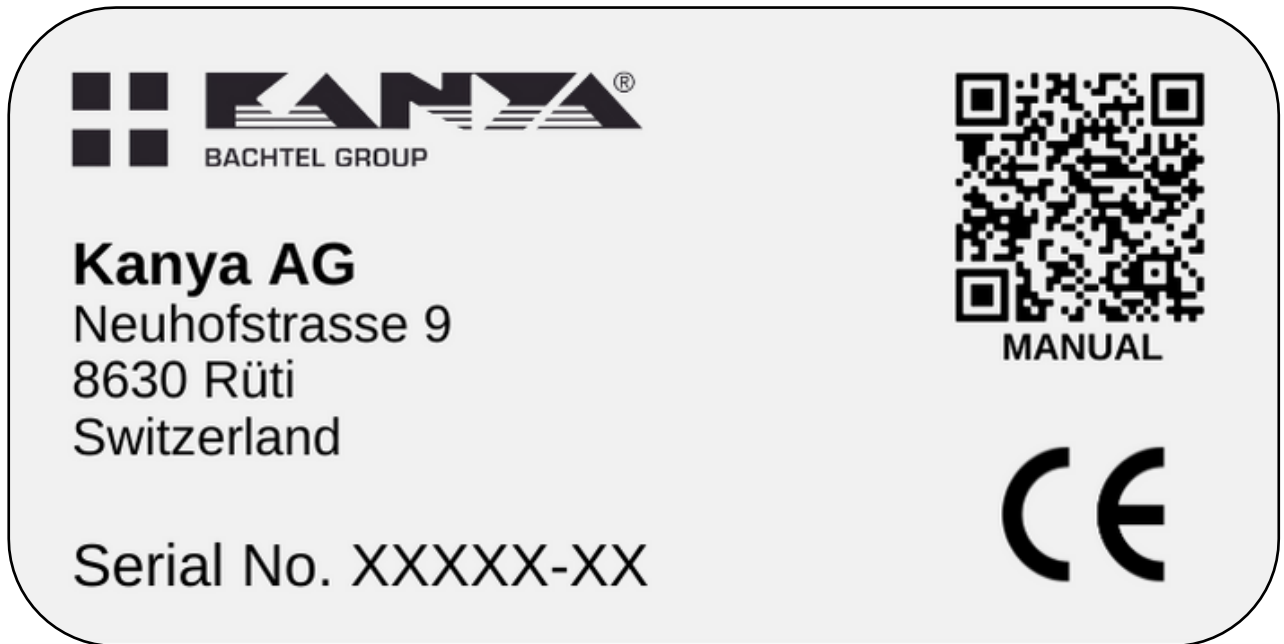 KANYA®
BACHTEL GROUP
Kanya AG
Neuhofstrasse 9
8630 Rüti
Switzerland
Serial No. XXXXX-XX
MANUAL
CE